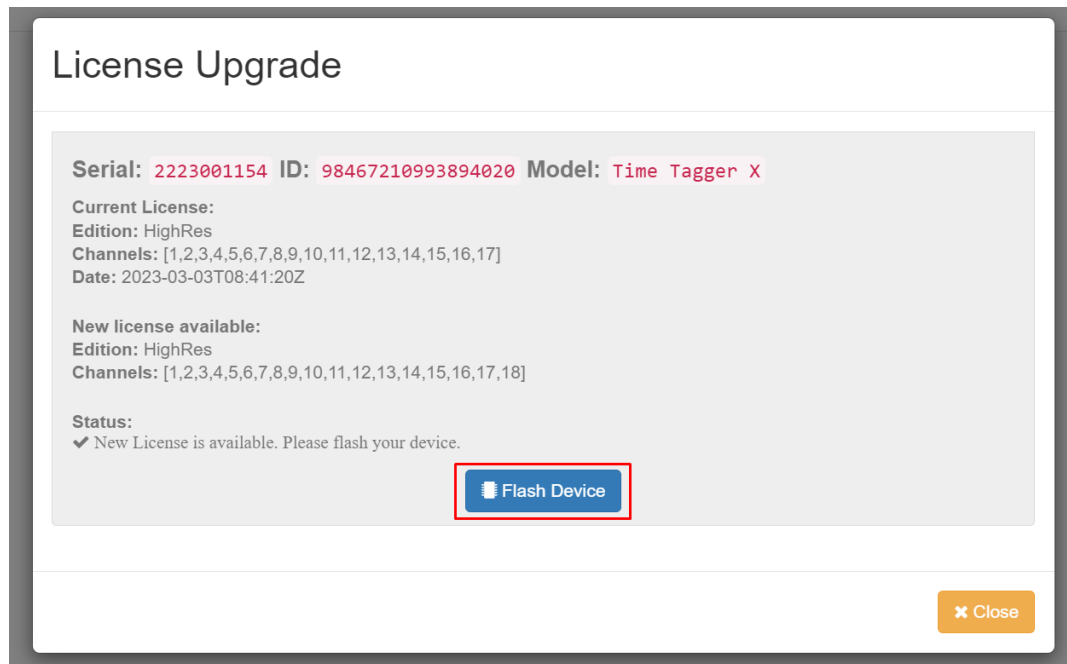 License Upgrade
Serial: 2223001154 ID: 98467210993894020 Model: Time Tagger X
Current License:
Edition: HighRes
Channels: [1,2,3,4,5,6,7,8,9,10,11,12,13,14,15,16,17]
Date: 2023-03-03T08:41:20Z
New license available:
Edition: HighRes
Channels: [1,2,3,4,5,6,7,8,9,10,11,12,13,14,15,16,17,18]
Status:
✔ New License is available. Please flash your device.
Flash Device
✖ Close